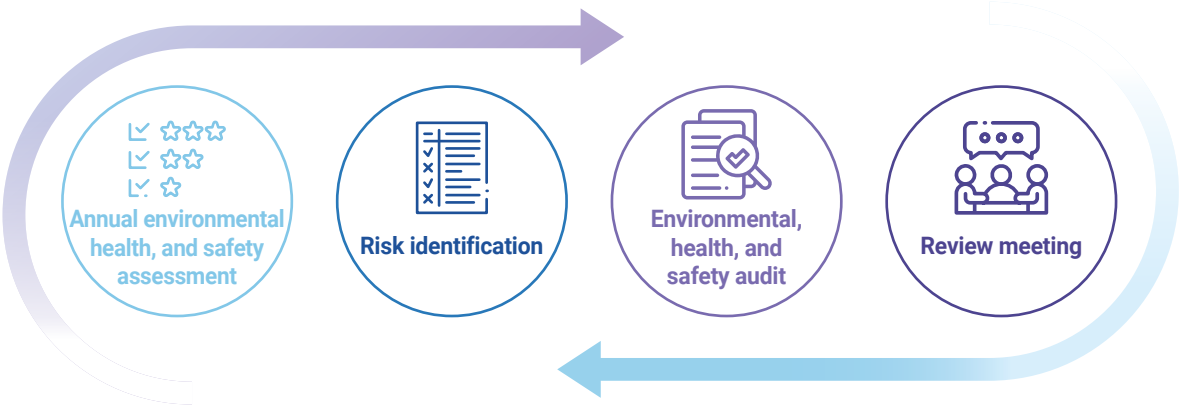 Annual environmental
health, and safety
assessment
Risk identification
Environmental,
health, and
safety audit
Review meeting